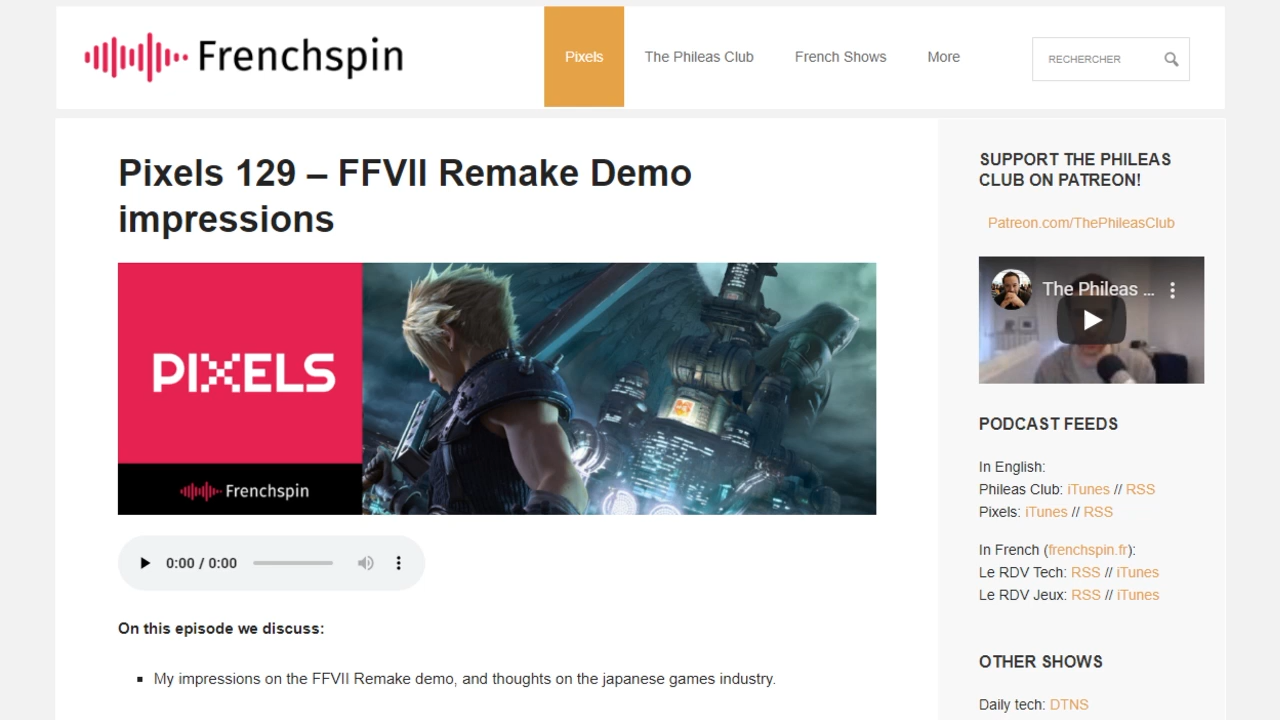 Frenchspin
Pixels
The Phileas Club
French Shows
More
RECHERCHER
Pixels 129 – FFVII Remake Demo
impressions
PIXELS
Frenchspin
0:00 / 0:00
On this episode we discuss:
My impressions on the FFVII Remake demo, and thoughts on the japanese games industry.
SUPPORT THE PHILEAS
CLUB ON PATREON!
Patreon.com/ThePhileasClub
The Phileas ...
PODCAST FEEDS
In English:
Phileas Club: iTunes // RSS
Pixels: iTunes // RSS
In French (frenchspin.fr):
Le RDV Tech: RSS // iTunes
Le RDV Jeux: RSS // iTunes
OTHER SHOWS
Daily tech: DTNS